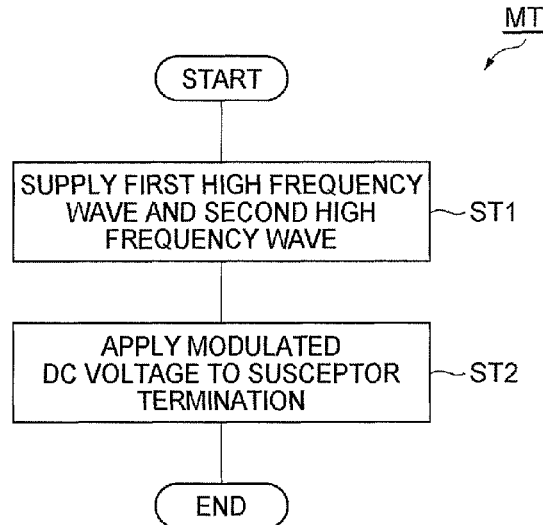 MT
START
SUPPLY FIRST HIGH FREQUENCY
WAVE AND SECOND HIGH
FREQUENCY WAVE
ST1
APPLY MODULATED
DC VOLTAGE TO SUSCEPTOR
TERMINATION
ST2
END